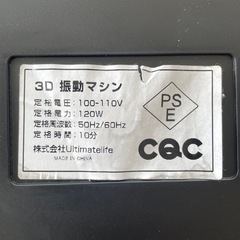 3D 振動マシン
定格電圧：100-110V
定格電力：120W
定格周波数：50Hz/60Hz
定格時間：10分
株式会社Ultimatelife
MADE IN CHINA
PS
E
CQC